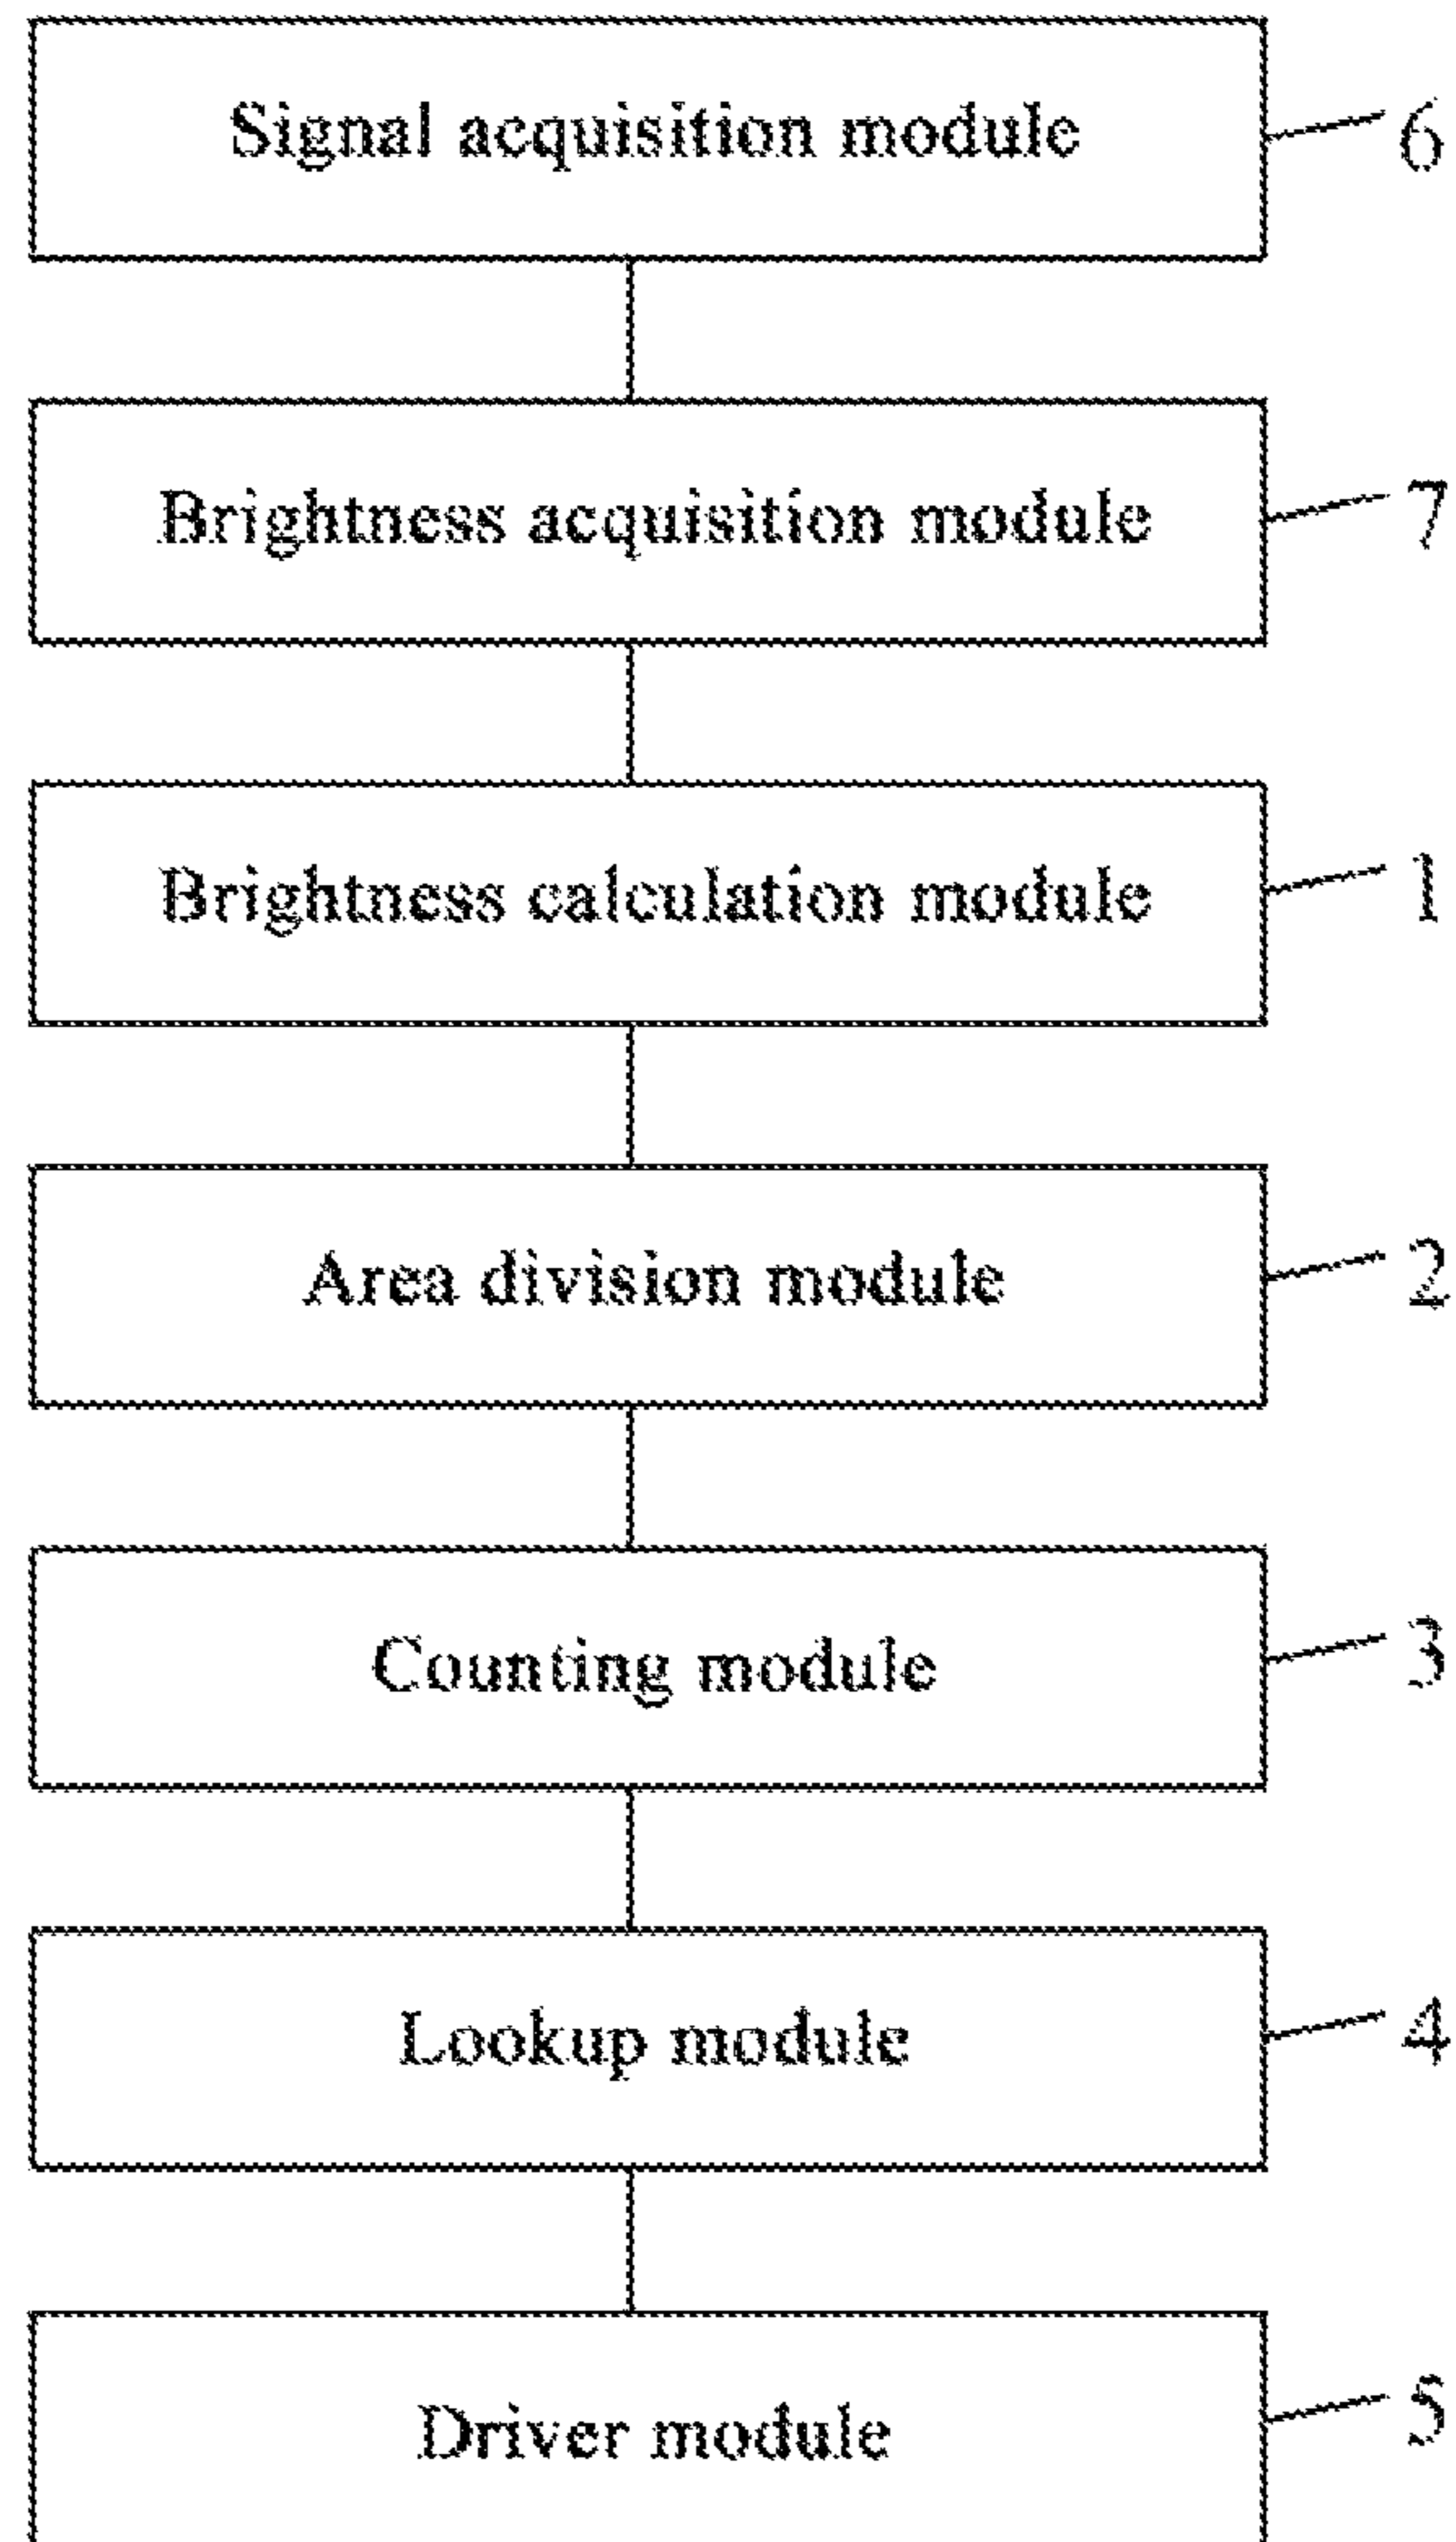 Signal acquisition module 6
Brightness acquisition module 7
Brightness calculation module 1
Area division module 2
Counting module 3
Lookup module 4
Driver module 5